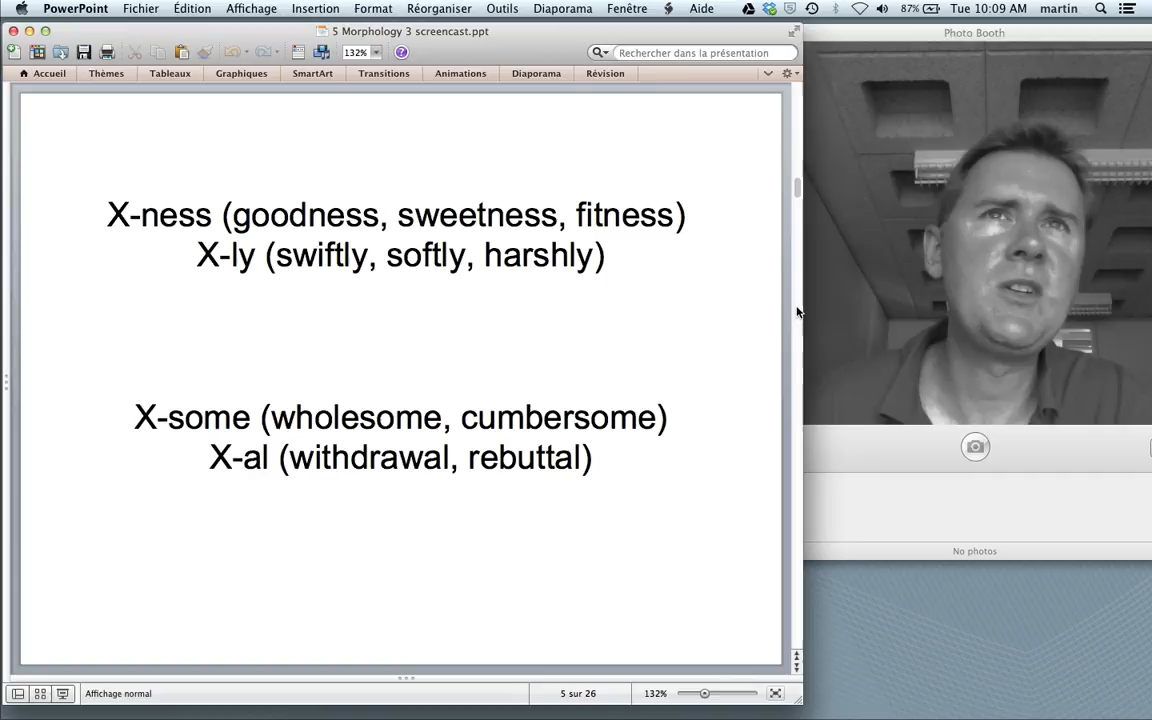 PowerPoint Fichier Édition Affichage Insertion Format Réorganiser Outils Diaporama Fenêtre Aide 87% Tue 10:09 AM martin
5 Morphology 3 screencast.ppt
Photo Booth
132% Rechercher dans la présentation
Accueil Thèmes Tableaux Graphiques SmartArt Transitions Animations Diaporama Révision
X-ness (goodness, sweetness, fitness)
X-ly (swiftly, softly, harshly)
X-some (wholesome, cumbersome)
X-al (withdrawal, rebuttal)
No photos
Affichage normal 5 sur 26 132%